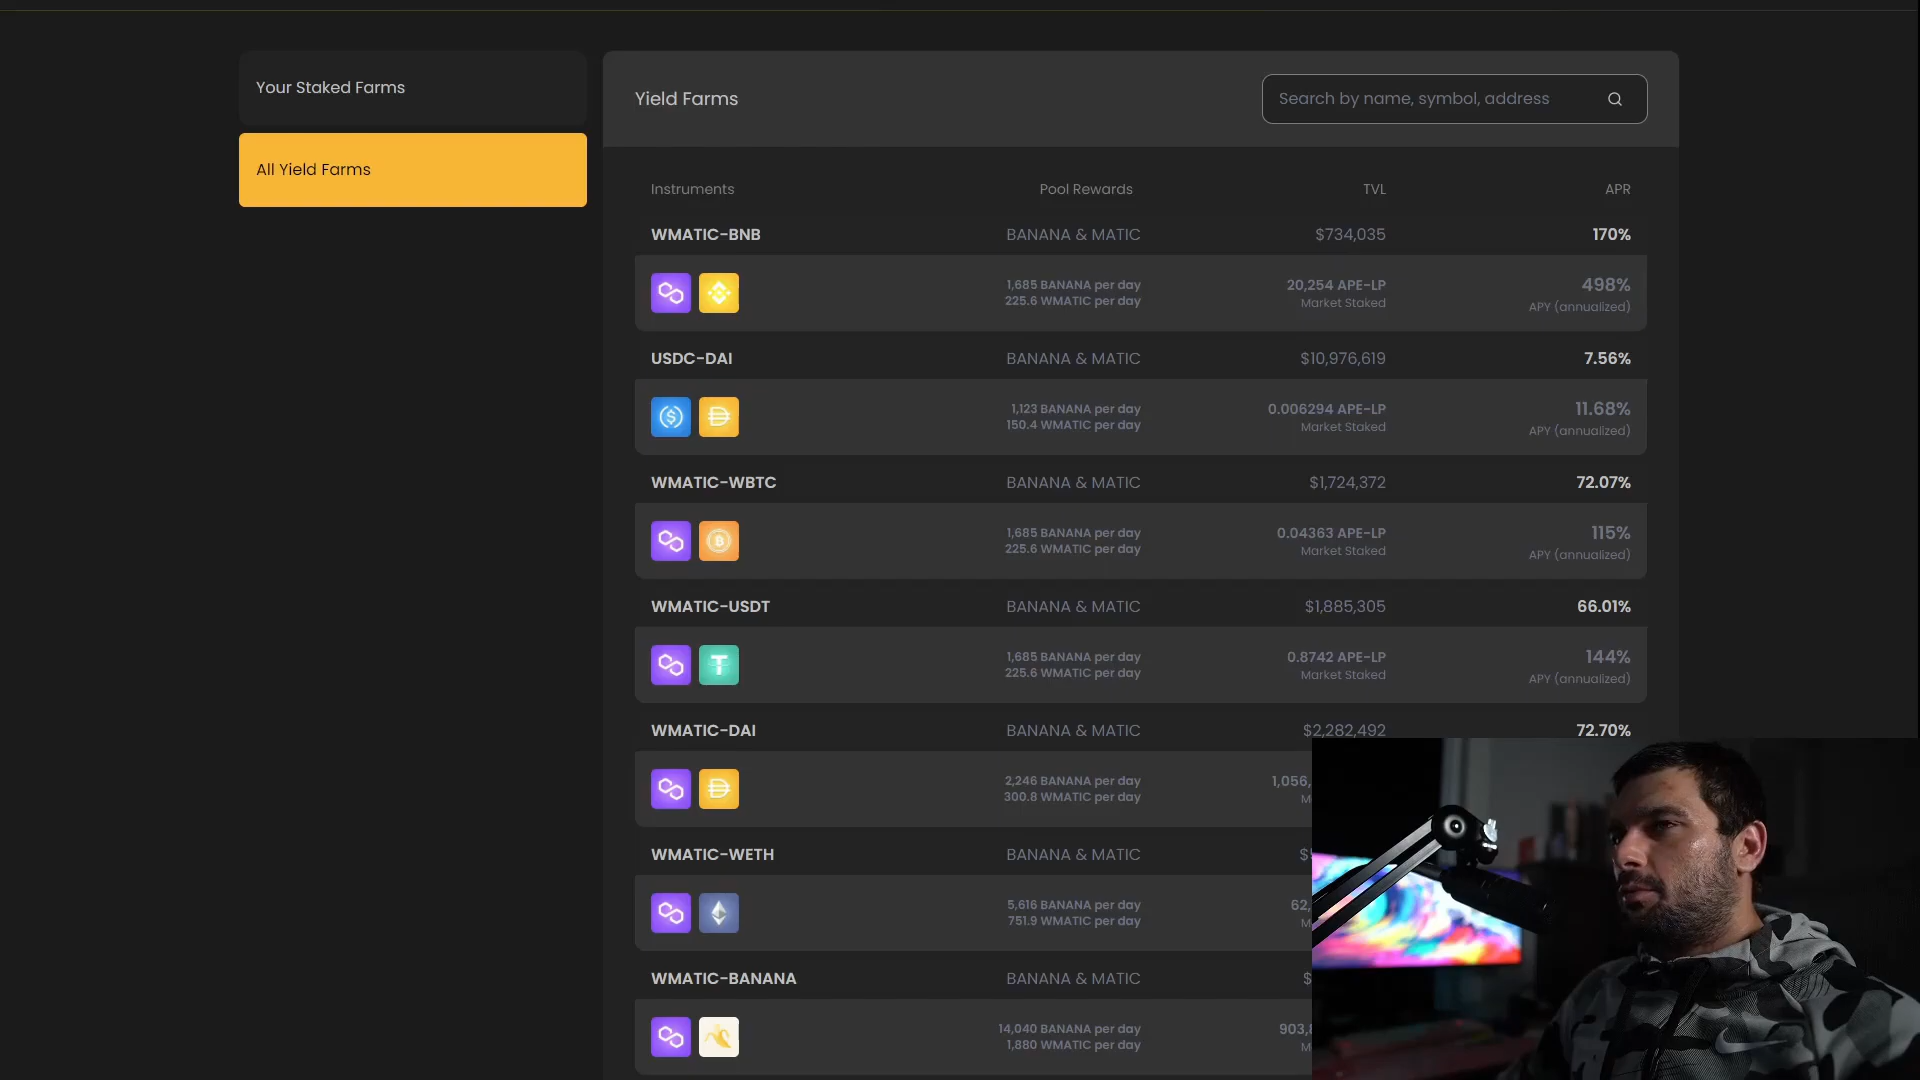 Your Staked Farms
All Yield Farms
Yield Farms
Search by name, symbol, address
Instruments Pool Rewards TVL APR
WMATIC-BNB BANANA & MATIC $734,035 170%
1,685 BANANA per day 20,254 APE-LP 498%
225.6 WMATIC per day Market Staked APY (annualized)
USDC-DAI BANANA & MATIC $10,976,619 7.56%
1,123 BANANA per day 0.006294 APE-LP 11.68%
150.4 WMATIC per day Market Staked APY (annualized)
WMATIC-WBTC BANANA & MATIC $1,724,372 72.07%
1,685 BANANA per day 0.04363 APE-LP 115%
225.6 WMATIC per day Market Staked APY (annualized)
WMATIC-USDT BANANA & MATIC $1,885,305 66.01%
1,685 BANANA per day 0.8742 APE-LP 144%
225.6 WMATIC per day Market Staked APY (annualized)
WMATIC-DAI BANANA & MATIC $2,282,492 72.70%
2,246 BANANA per day 1,056,
300.8 WMATIC per day
WMATIC-WETH BANANA & MATIC $
5,616 BANANA per day 62,
751.9 WMATIC per day
WMATIC-BANANA BANANA & MATIC $
14,040 BANANA per day 903,
1,880 WMATIC per day